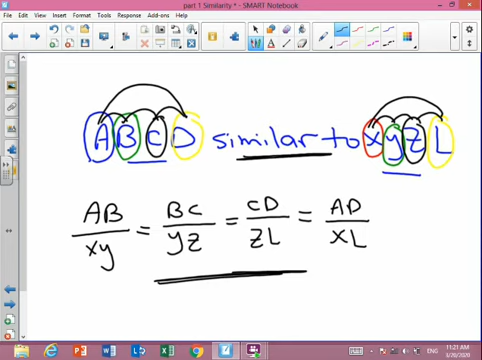 part 1 Similarity * - SMART Notebook
File Edit View Insert Format Tools Add-ons Help
ABCD similar to xyZL
AB/xy = BC/yZ = CD/ZL = AD/XL
11:21 AM
ENG
3/20/2020